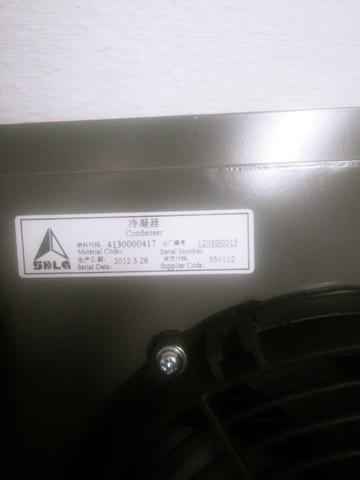 冷凝器
Condenser
物料代码: 4130000417 出厂编号 1203H0015
Material Code: Serial Number:
生产日期: 2012.3.28 供方代码: 330112
Serial Date: Supplier Code:
SDLG